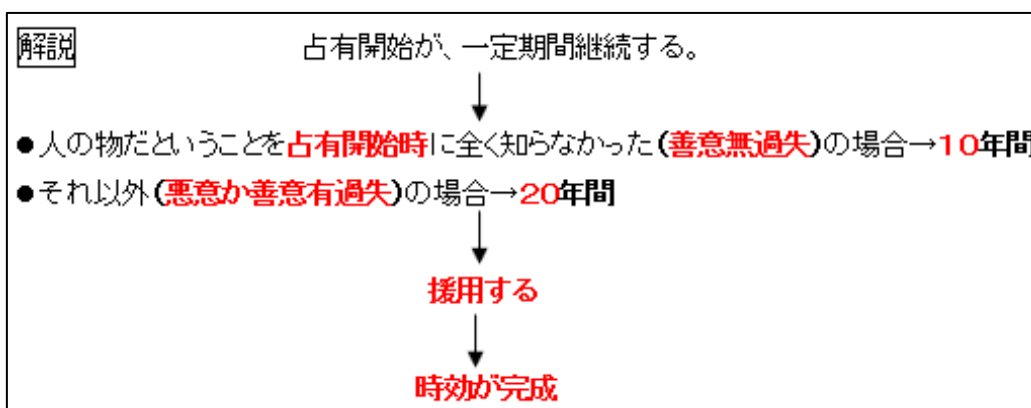 解説
占有開始が、一定期間継続する。
●人の物だということを占有開始時に全く知らなかった(善意無過失)の場合→10年間
●それ以外(悪意か善意有過失)の場合→20年間
援用する
時効が完成